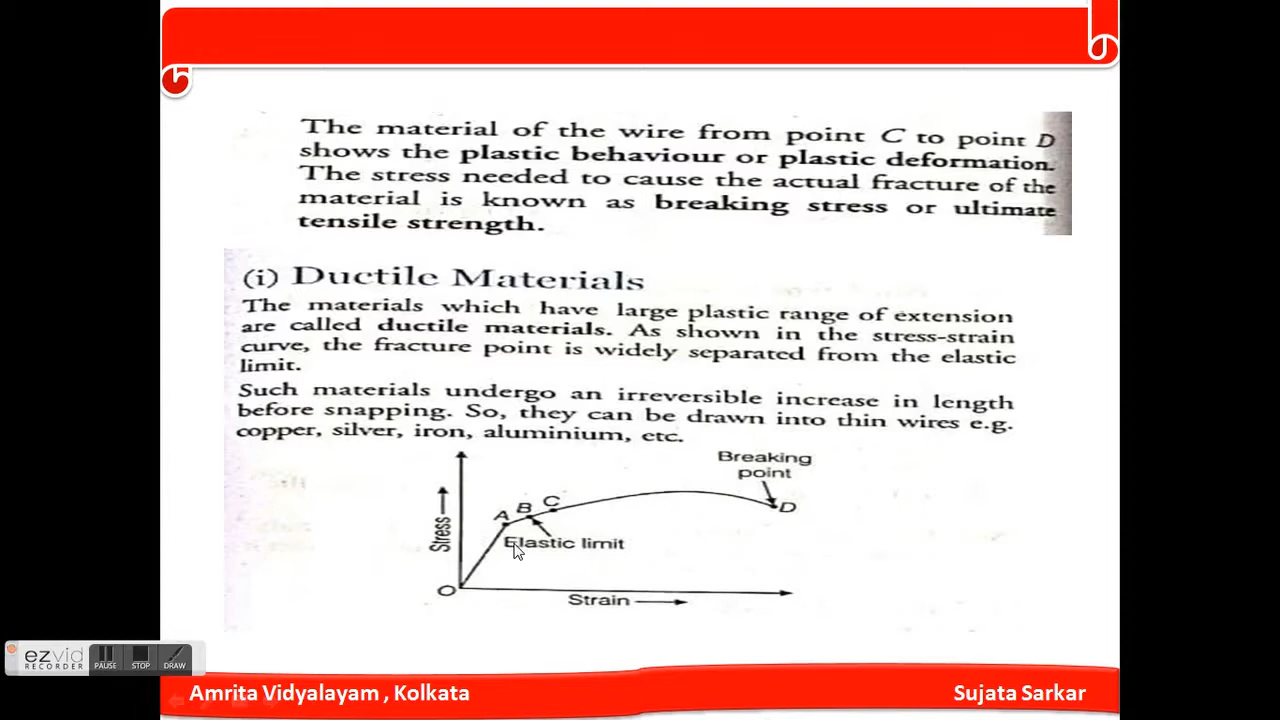 The material of the wire from point C to point D
shows the plastic behaviour or plastic deformation.
The stress needed to cause the actual fracture of the
material is known as breaking stress or ultimate
tensile strength.
(i) Ductile Materials
The materials which have large plastic range of extension
are called ductile materials. As shown in the stress-strain
curve, the fracture point is widely separated from the elastic
limit.
Such materials undergo an irreversible increase in length
before snapping. So, they can be drawn into thin wires e.g.
copper, silver, iron, aluminium, etc.
Breaking
point
A B C
D
Stress
Elastic limit
O
Strain
ezvid
RECORDER
PAUSE STOP DRAW
Amrita Vidyalayam , Kolkata
Sujata Sarkar